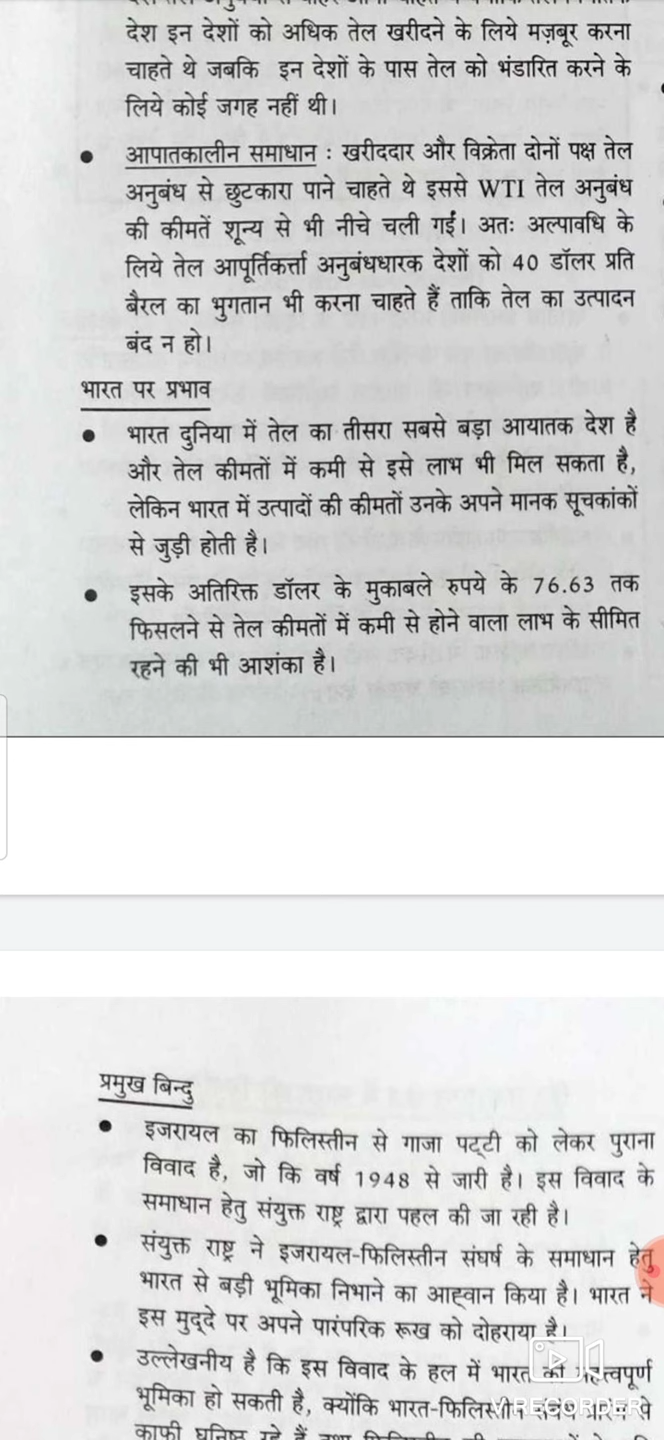 देश इन देशों को अधिक तेल खरीदने के लिये मज़बूर करना
चाहते थे जबकि इन देशों के पास तेल को भंडारित करने के
लिये कोई जगह नहीं थी।
● आपातकालीन समाधान : खरीददार और विक्रेता दोनों पक्ष तेल
अनुबंध से छुटकारा पाने चाहते थे इससे WTI तेल अनुबंध
की कीमतें शून्य से भी नीचे चली गईं। अतः अल्पावधि के
लिये तेल आपूर्तिकर्त्ता अनुबंधधारक देशों को 40 डॉलर प्रति
बैरल का भुगतान भी करना चाहते हैं ताकि तेल का उत्पादन
बंद न हो।
भारत पर प्रभाव
● भारत दुनिया में तेल का तीसरा सबसे बड़ा आयातक देश है
और तेल कीमतों में कमी से इसे लाभ भी मिल सकता है,
लेकिन भारत में उत्पादों की कीमतें उनके अपने मानक सूचकांकों
से जुड़ी होती है।
● इसके अतिरिक्त डॉलर के मुकाबले रुपये के 76.63 तक
फिसलने से तेल कीमतों में कमी से होने वाला लाभ के सीमित
रहने की भी आशंका है।
प्रमुख बिन्दु
● इजरायल का फिलिस्तीन से गाजा पट्टी को लेकर पुराना
विवाद है, जो कि वर्ष 1948 से जारी है। इस विवाद के
समाधान हेतु संयुक्त राष्ट्र द्वारा पहल की जा रही है।
● संयुक्त राष्ट्र ने इजरायल-फिलिस्तीन संघर्ष के समाधान हेतु
भारत से बड़ी भूमिका निभाने का आह्वान किया है। भारत ने
इस मुद्दे पर अपने पारंपरिक रूख को दोहराया है।
● उल्लेखनीय है कि इस विवाद के हल में भारत की महत्वपूर्ण
भूमिका हो सकती है, क्योंकि भारत-फिलिस्तीन संबंध प्रारम्भ से
काफी घनिष्ठ रहे हैं तथा फिलिस्तीन की
V RECORDER